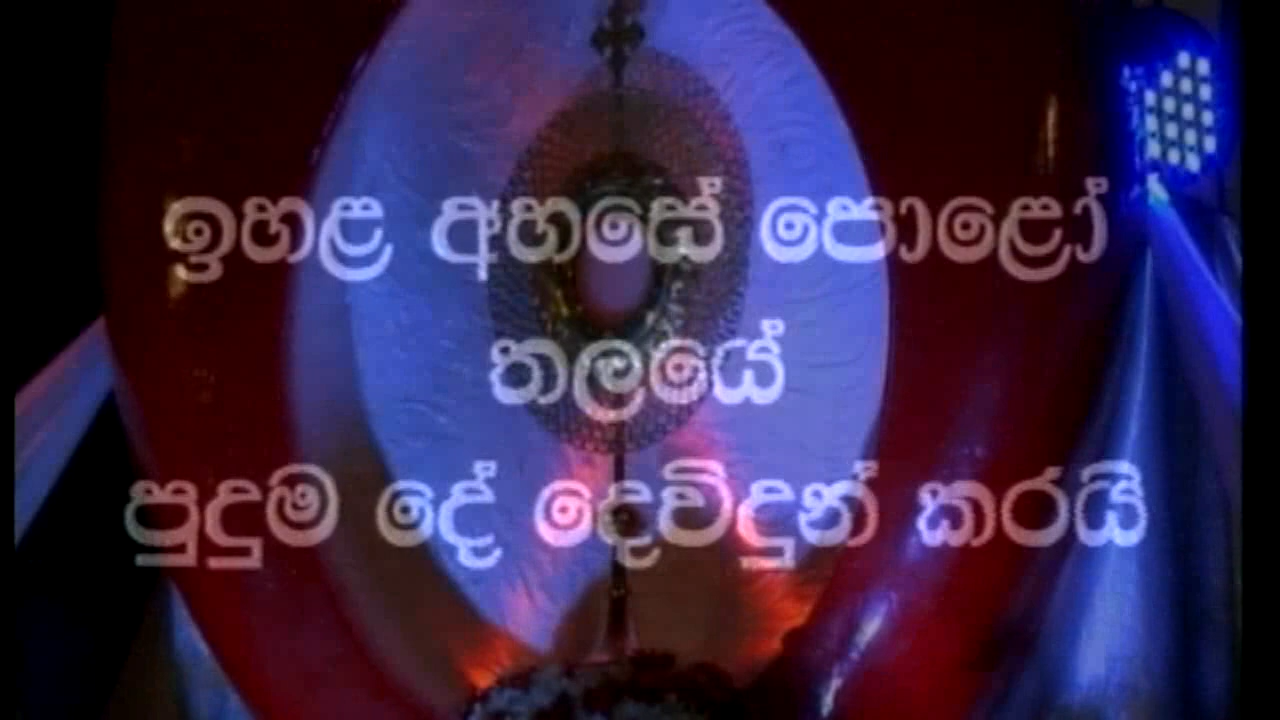 ඉහළ අහසේ පොළෝ
තලයේ
පුදුම දේ දෙවිඳුන් කරයි